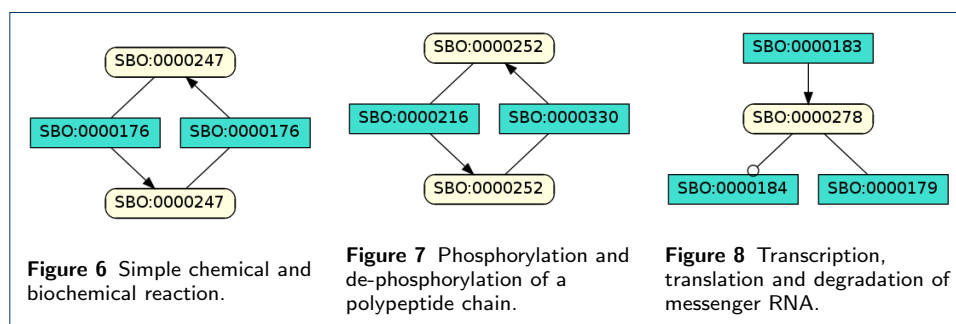 SBO:0000247
SBO:0000176
SBO:0000176
SBO:0000247
Figure 6 Simple chemical and
biochemical reaction.
SBO:0000252
SBO:0000216
SBO:0000330
SBO:0000252
Figure 7 Phosphorylation and
de-phosphorylation of a
polypeptide chain.
SBO:0000183
SBO:0000278
SBO:0000184
SBO:0000179
Figure 8 Transcription,
translation and degradation of
messenger RNA.